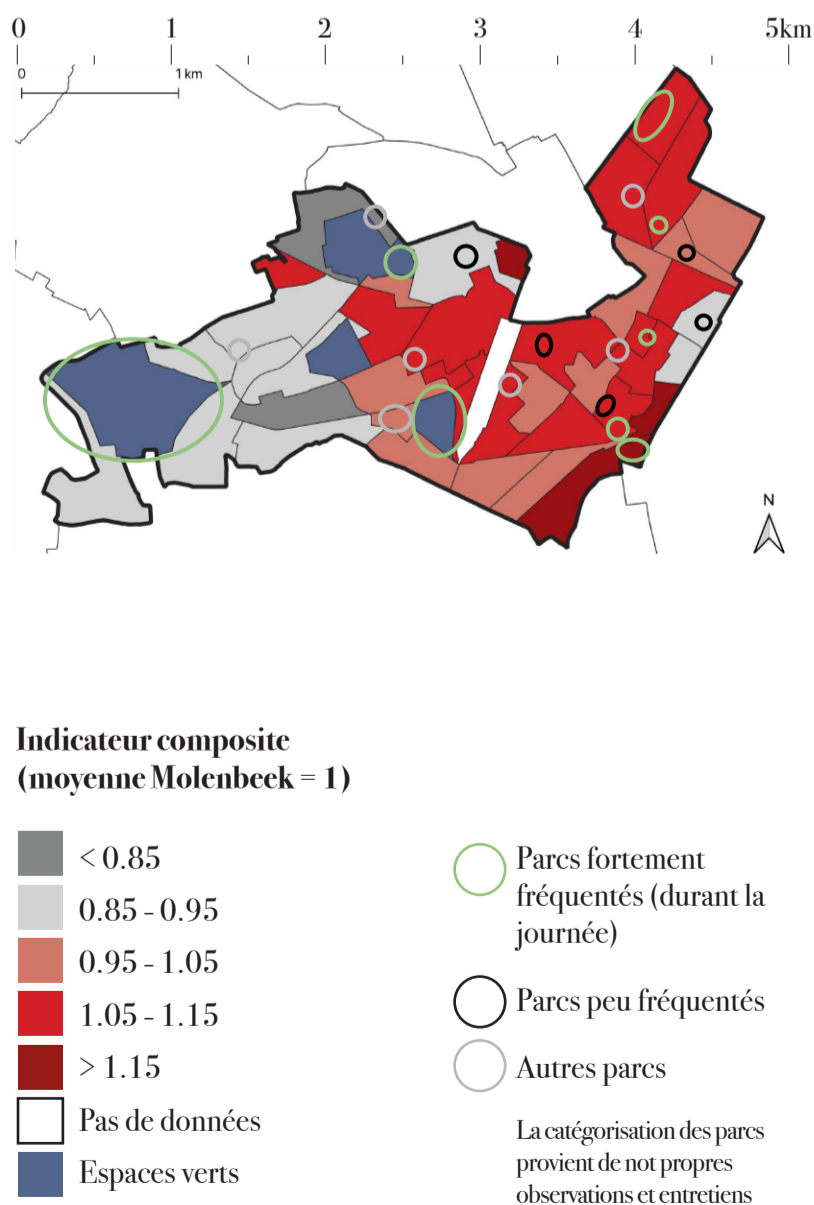 0 1 2 3 4 5km
0 1 km
N
Indicateur composite
(moyenne Molenbeek = 1)
< 0.85
0.85 - 0.95
0.95 - 1.05
1.05 - 1.15
> 1.15
Pas de données
Espaces verts
Parcs fortement
fréquentés (durant la
journée)
Parcs peu fréquentés
Autres parcs
La catégorisation des parcs
provient de not propres
observations et entretiens